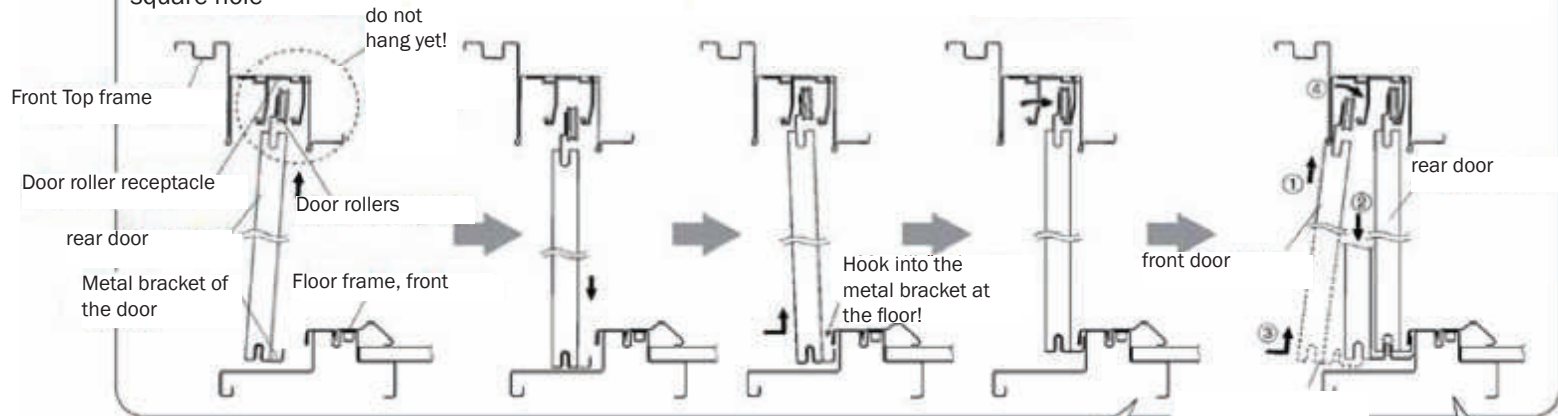 square hole
do not
hang yet!
Front Top frame
Door roller receptacle
Door rollers
rear door
Metal bracket of
the door
Floor frame, front
Hook into the
metal bracket at
the floor!
④
①
②
③
rear door
front door